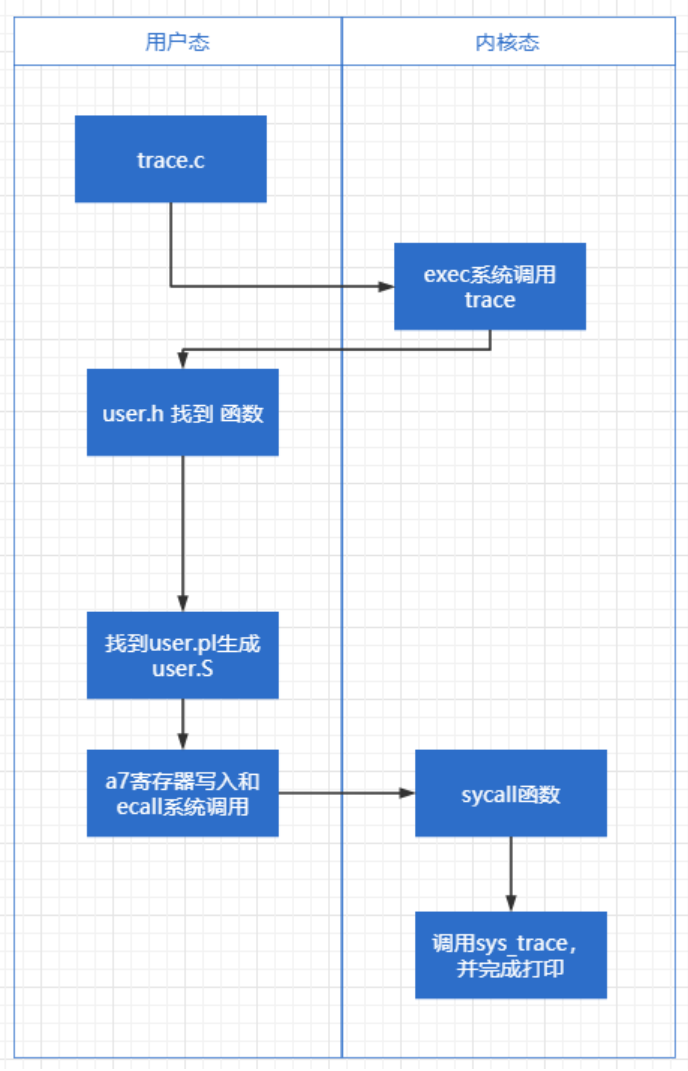 用户态
内核态
trace.c
exec系统调用
trace
user.h 找到 函数
找到user.pl生成
user.S
a7寄存器写入和
ecall系统调用
sycall函数
调用sys_trace，
并完成打印